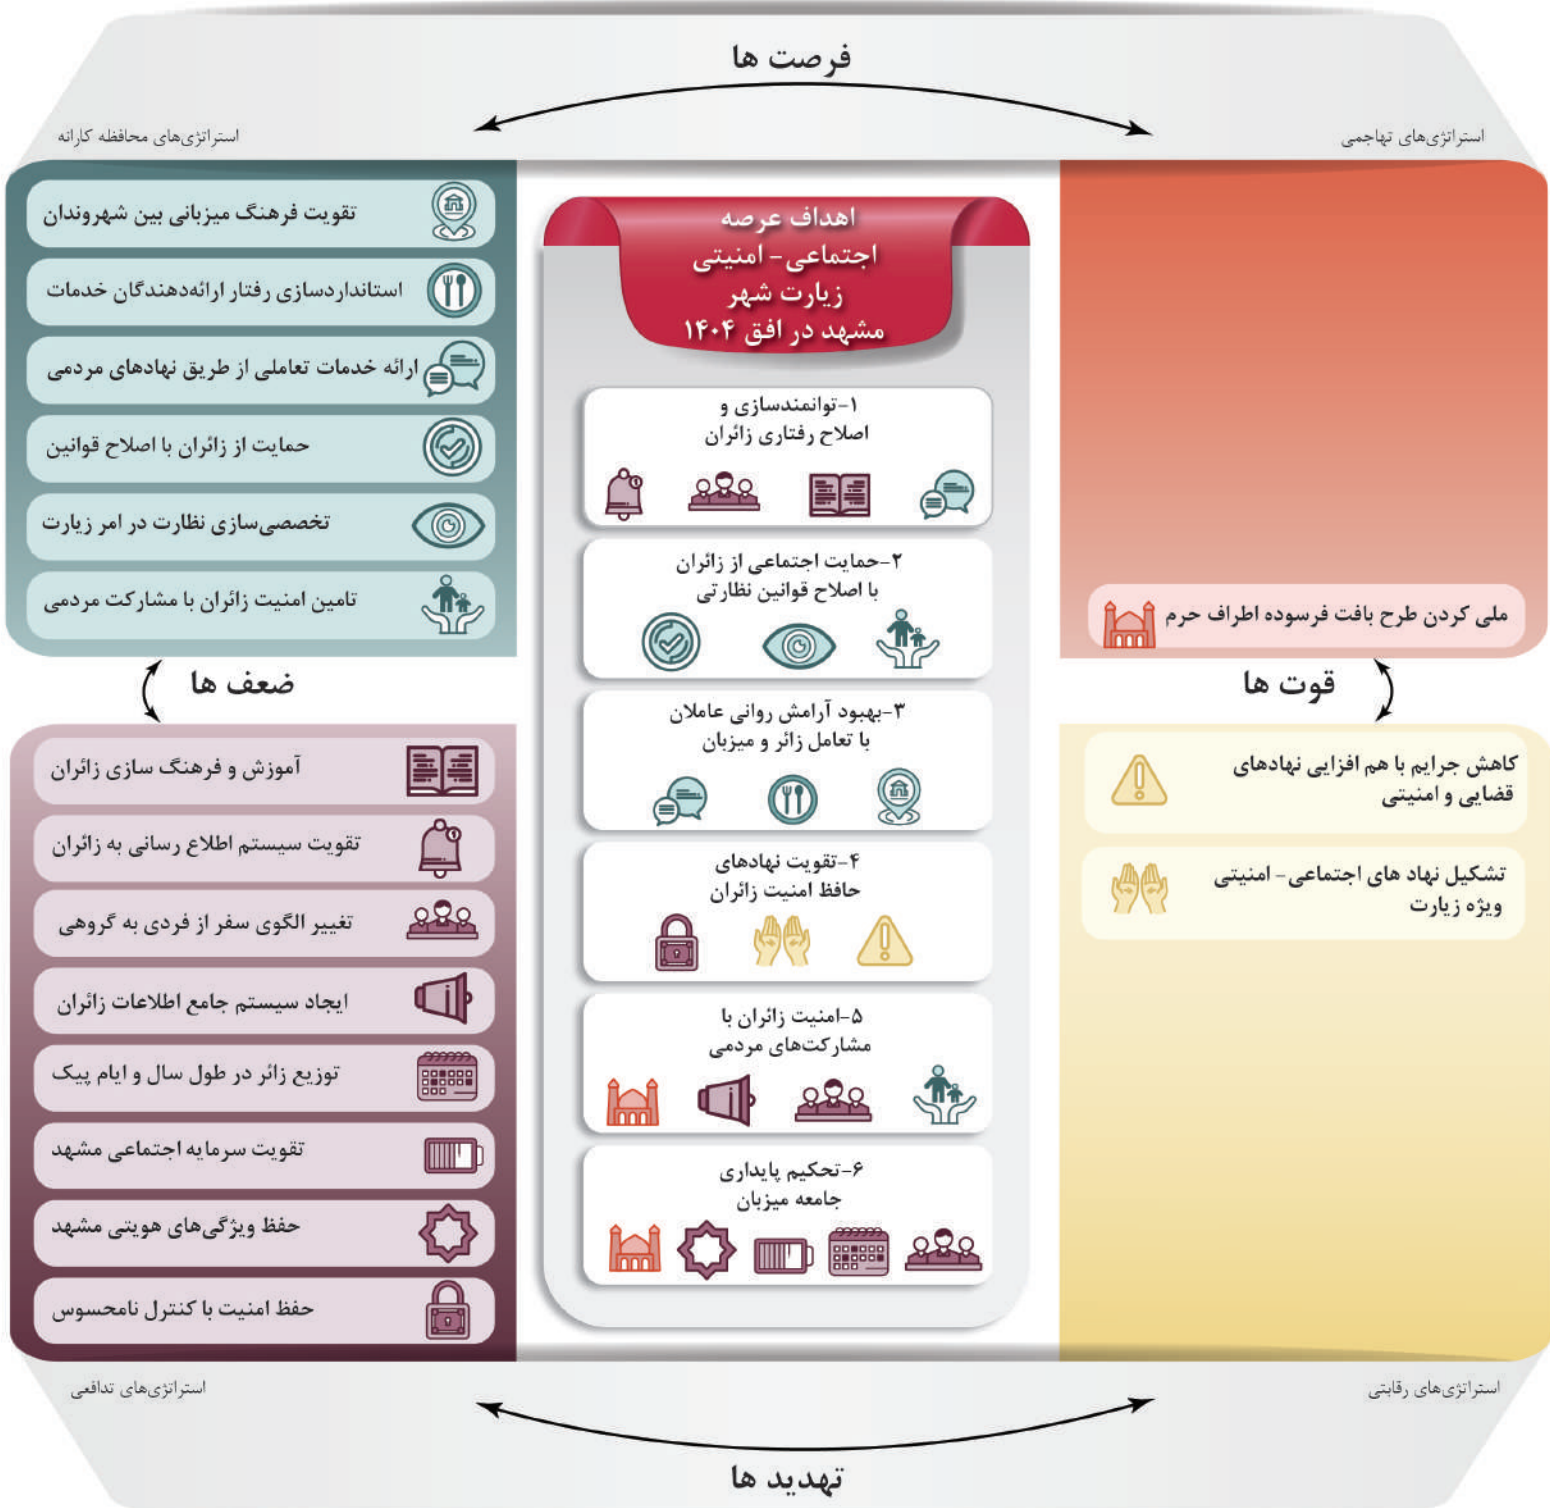 فرصت ها
استراتژی‌های تهاجمی
استراتژی‌های محافظه کارانه
ملی کردن طرح بافت فرسوده اطراف حرم
قوت ها
کاهش جرایم با هم افزایی نهادهای
قضایی و امنیتی
تشکیل نهاد های اجتماعی- امنیتی
ویژه زیارت
اهداف عرصه
اجتماعی- امنیتی
زیارت شهر
مشهد در افق ۱۴۰۴
۱-توانمندسازی و
اصلاح رفتاری زائران
۲-حمایت اجتماعی از زائران
با اصلاح قوانین نظارتی
۳-بهبود آرامش روانی عاملان
با تعامل زائر و میزبان
۴-تقویت نهادهای
حافظ امنیت زائران
۵-امنیت زائران با
مشارکت‌های مردمی
۶-تحکیم پایداری
جامعه میزبان
تقویت فرهنگ میزبانی بین شهروندان
استانداردسازی رفتار ارائه‌دهندگان خدمات
ارائه خدمات تعاملی از طریق نهادهای مردمی
حمایت از زائران با اصلاح قوانین
تخصصی‌سازی نظارت در امر زیارت
تامین امنیت زائران با مشارکت مردمی
ضعف ها
آموزش و فرهنگ سازی زائران
تقویت سیستم اطلاع رسانی به زائران
تغییر الگوی سفر از فردی به گروهی
ایجاد سیستم جامع اطلاعات زائران
توزیع زائر در طول سال و ایام پیک
تقویت سرمایه اجتماعی مشهد
حفظ ویژگی‌های هویتی مشهد
حفظ امنیت با کنترل نامحسوس
استراتژی‌های رقابتی
استراتژی‌های تدافعی
تهدید ها